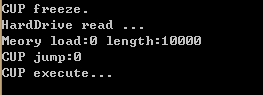 CUP freeze.
HardDrive read ...
Meory load:0 length:10000
CUP jump:0
CUP execute...